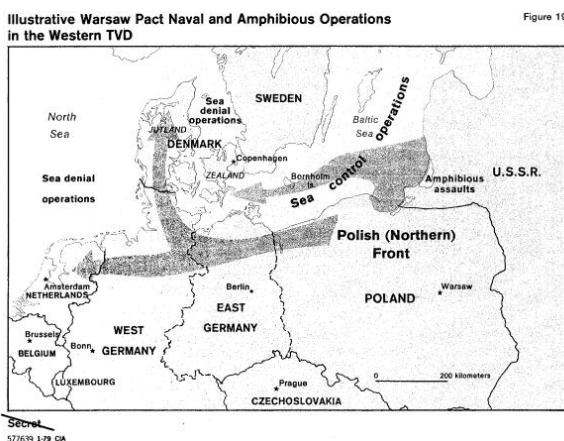 Illustrative Warsaw Pact Naval and Amphibious Operations
in the Western TVD
Figure 19
North
Sea
Sea
denial
operations
SWEDEN
JUTLAND
DENMARK
Copenhagen
ZEALAND
Baltic
Sea
Sea control operations
Bornholm
Is.
Amphibious
assaults
U.S.S.R.
Sea denial
operations
Polish (Northern)
Front
Amsterdam
NETHERLANDS
Berlin
EAST
GERMANY
POLAND
Warsaw
Brussels
BELGIUM
Bonn
WEST
GERMANY
LUXEMBOURG
Prague
CZECHOSLOVAKIA
0 200 kilometers
Secret
577639 1-79 CIA